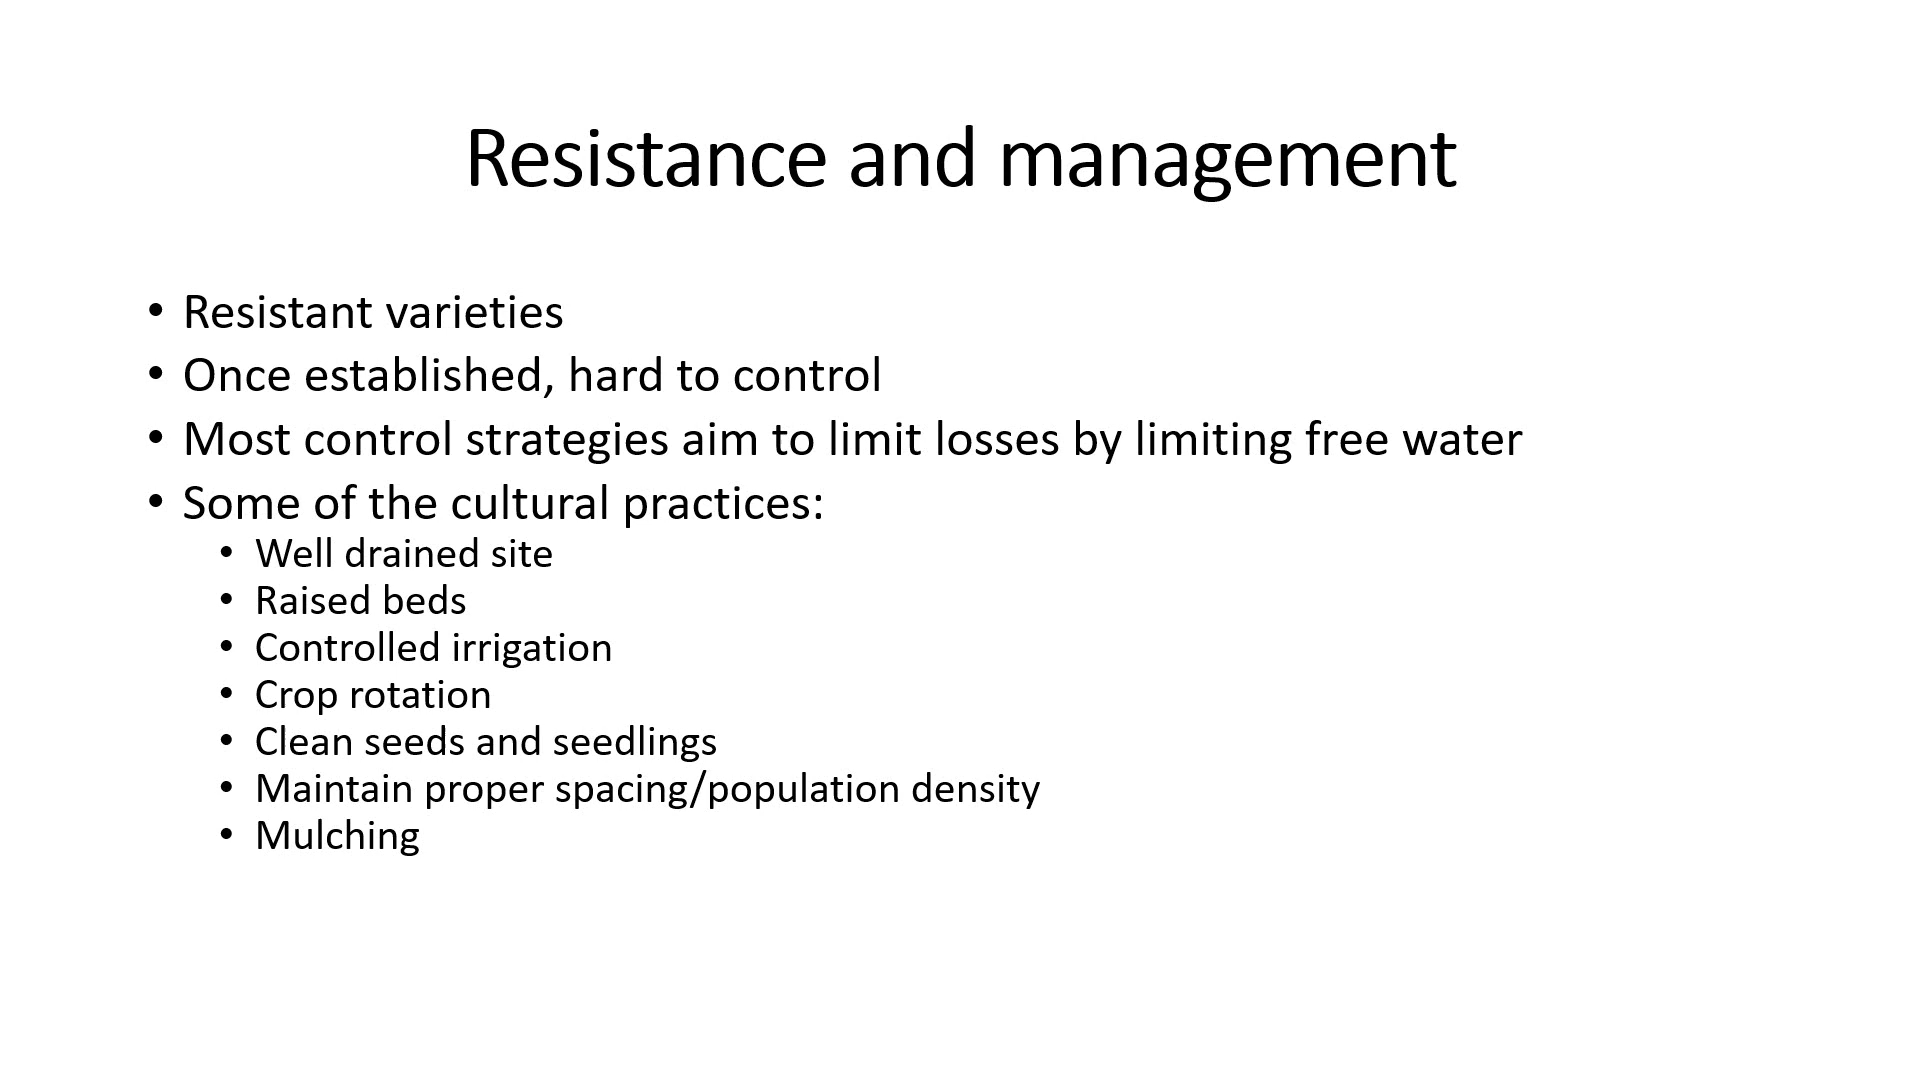 Resistance and management
• Resistant varieties
• Once established, hard to control
• Most control strategies aim to limit losses by limiting free water
• Some of the cultural practices:
• Well drained site
• Raised beds
• Controlled irrigation
• Crop rotation
• Clean seeds and seedlings
• Maintain proper spacing/population density
• Mulching